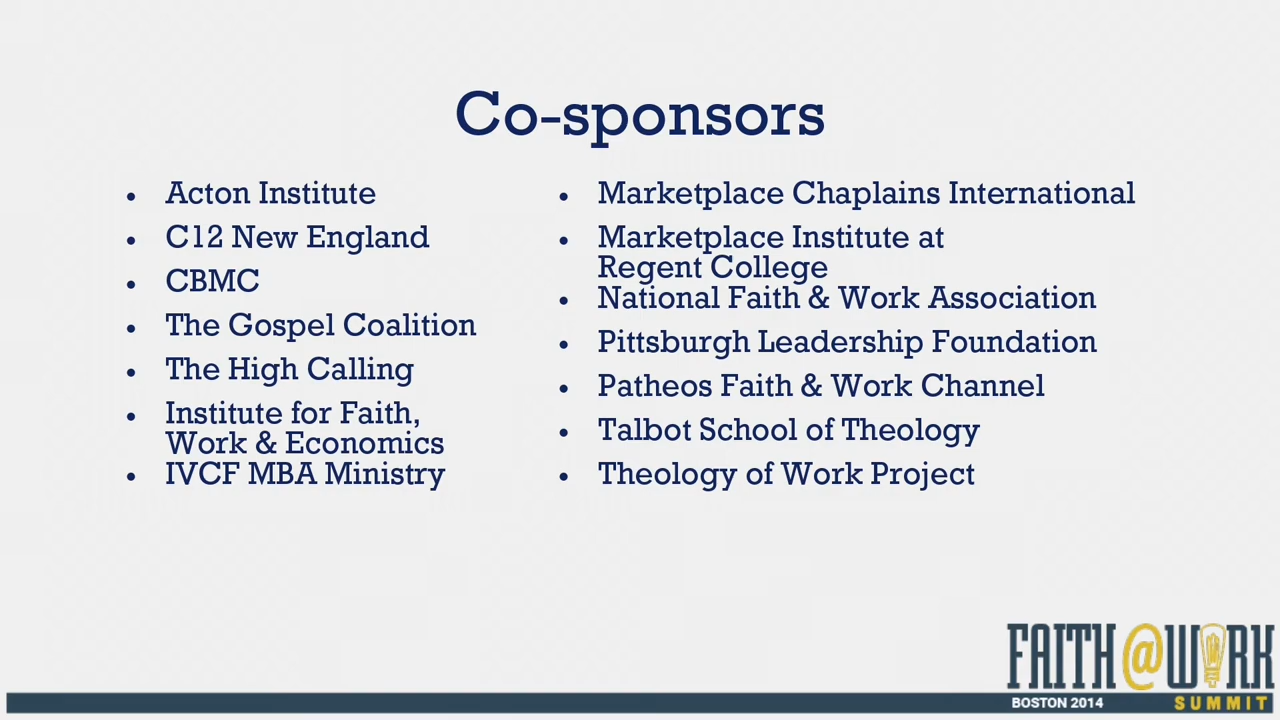 Co-sponsors
• Acton Institute
• C12 New England
• CBMC
• The Gospel Coalition
• The High Calling
• Institute for Faith,
Work & Economics
• IVCF MBA Ministry
• Marketplace Chaplains International
• Marketplace Institute at
Regent College
• National Faith & Work Association
• Pittsburgh Leadership Foundation
• Patheos Faith & Work Channel
• Talbot School of Theology
• Theology of Work Project
FAITH@WORK
BOSTON 2014 SUMMIT